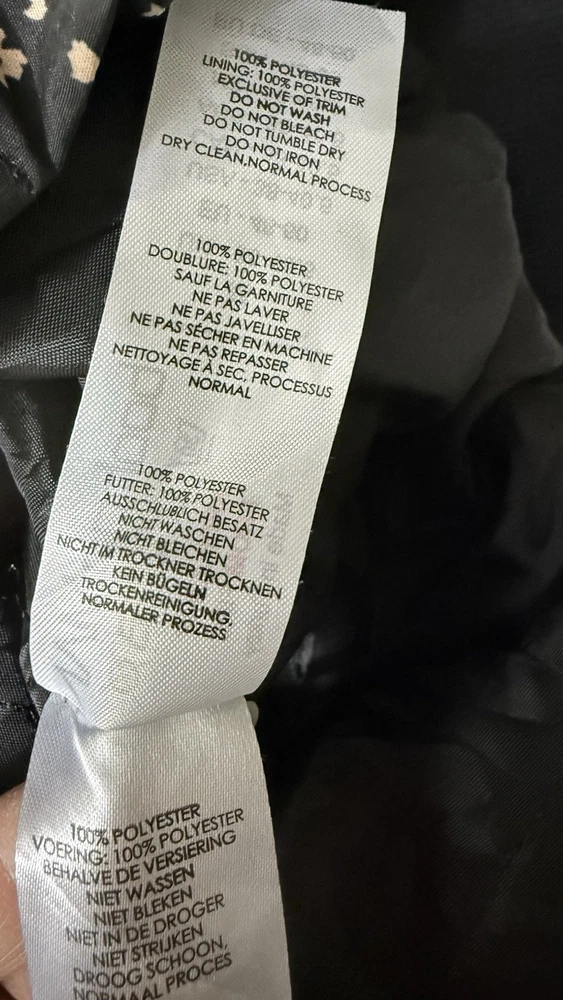 100% POLYESTER
LINING: 100% POLYESTER
EXCLUSIVE OF TRIM
DO NOT WASH
DO NOT BLEACH
DO NOT TUMBLE DRY
DO NOT IRON
DRY CLEAN.NORMAL PROCESS
100% POLYESTER
DOUBLURE: 100% POLYESTER
SAUF LA GARNITURE
NE PAS LAVER
NE PAS JAVELLISER
NE PAS SÉCHER EN MACHINE
NE PAS REPASSER
NETTOYAGE À SEC, PROCESSUS
NORMAL
100% POLYESTER
FUTTER: 100% POLYESTER
AUSSCHLUBLICH BESATZ
NICHT WASCHEN
NICHT BLEICHEN
NICHT IM TROCKNER TROCKNEN
KEIN BÜGELN
TROCKENREINIGUNG.
NORMALER PROZESS
100% POLYESTER
VOERING: 100% POLYESTER
BEHALVE DE VERSIERING
NIET WASSEN
NIET BLEKEN
NIET IN DE DROGER
NIET STRIJKEN
DROOG SCHOON,
NORMAAL PROCES